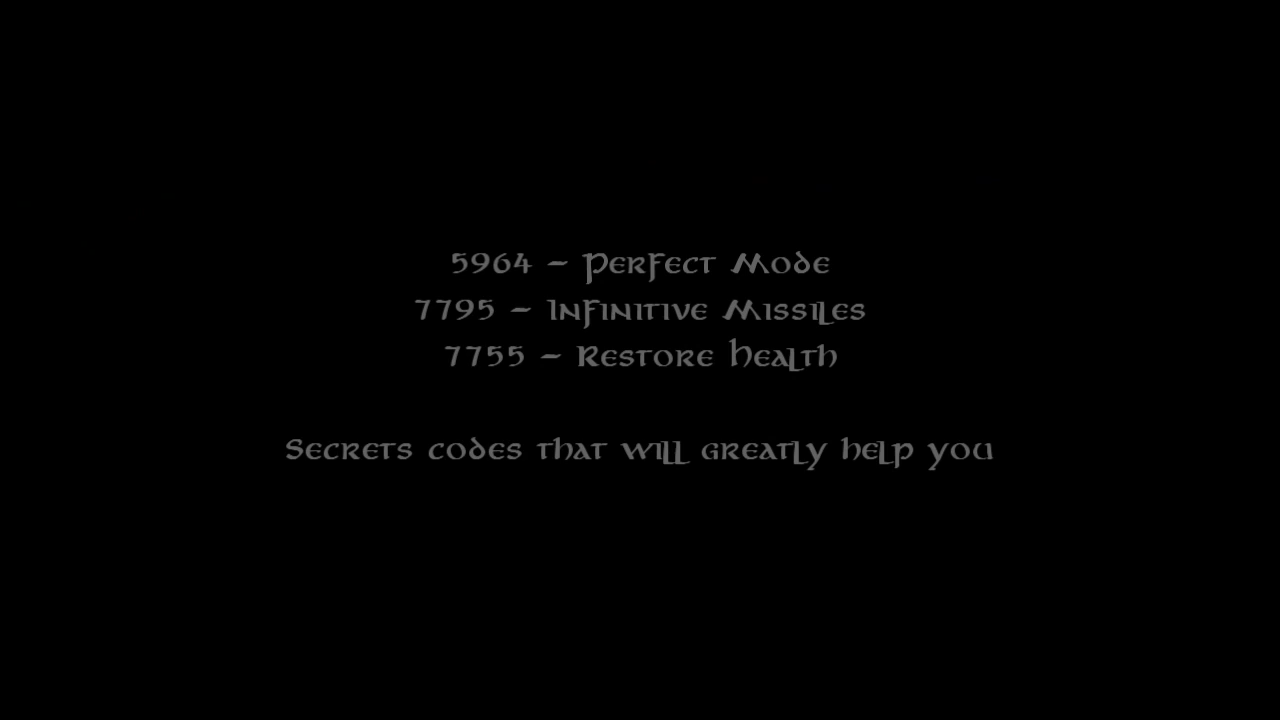 5964 - Perfect Mode
7795 - Infinitive Missiles
7755 - Restore Health
Secrets codes that will greatly help you